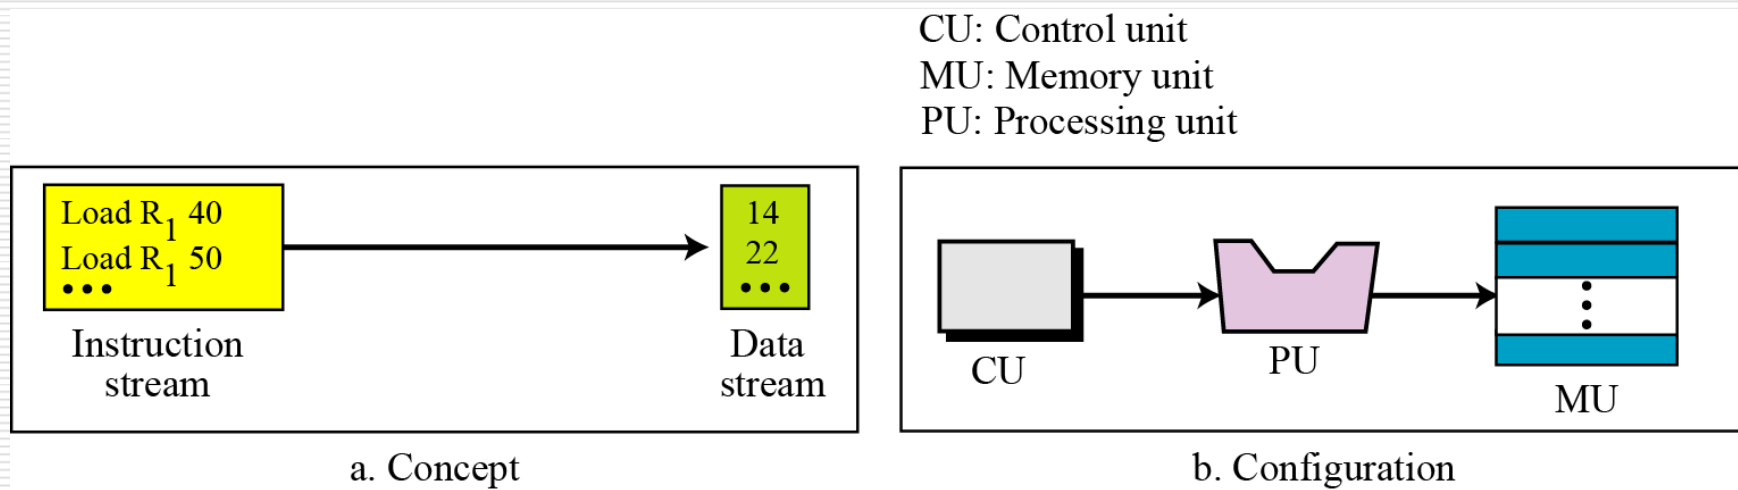 CU: Control unit
MU: Memory unit
PU: Processing unit
Load R1 40
Load R1 50
•••
Instruction
stream
14
22
•••
Data
stream
a. Concept
CU
PU
MU
b. Configuration